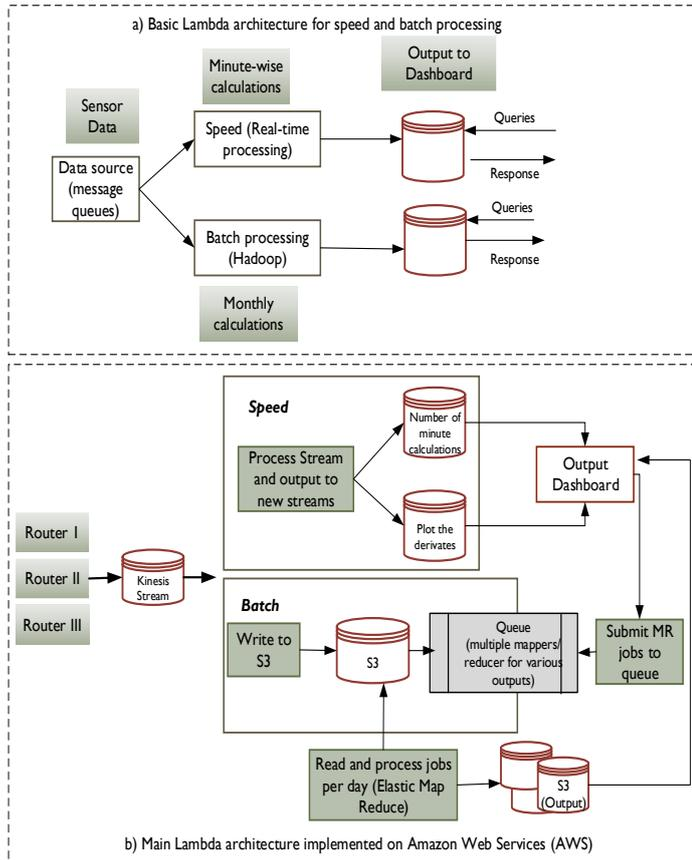 a) Basic Lambda architecture for speed and batch processing
Minute-wise
calculations
Output to
Dashboard
Sensor
Data
Speed (Real-time
processing)
Queries
Response
Data source
(message
queues)
Batch processing
(Hadoop)
Queries
Response
Monthly
calculations
Speed
Number of
minute
calculations
Process Stream
and output to
new streams
Output
Dashboard
Plot the
derivates
Router I
Router II
Router III
Kinesis
Stream
Batch
Write to
S3
S3
Queue
(multiple mappers/
reducer for various
outputs)
Submit MR
jobs to
queue
Read and process jobs
per day (Elastic Map
Reduce)
S3
(Output)
b) Main Lambda architecture implemented on Amazon Web Services (AWS)